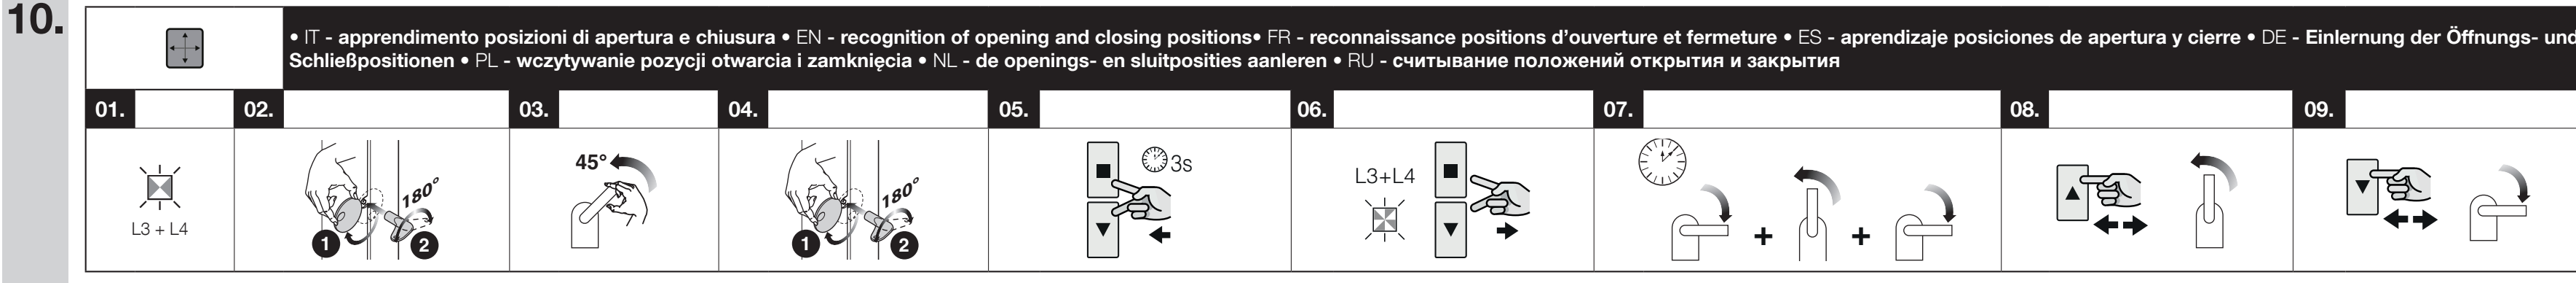 10.
• IT - apprendimento posizioni di apertura e chiusura • EN - recognition of opening and closing positions• FR - reconnaissance positions d'ouverture et fermeture • ES - aprendizaje posiciones de apertura y cierre • DE - Einlernung der Öffnungs- und
Schließpositionen • PL - wczytywanie pozycji otwarcia i zamknięcia • NL - de openings- en sluitposities aanleren • RU - считывание положений открытия и закрытия
01. 02. 03. 04. 05. 06. 07. 08. 09.
L3 + L4
180°
1 2
45°
180°
1 2
3s
L3+L4
+ +